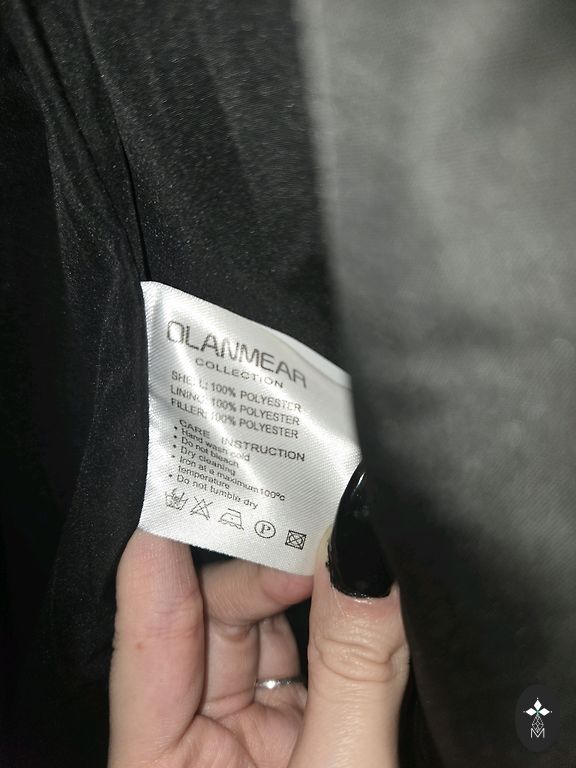 OLANMEAR
COLLECTION
SHELL: 100% POLYESTER
LINING: 100% POLYESTER
FILLER: 100% POLYESTER
CARE INSTRUCTION
• Hand wash cold
• Do not bleach
• Dry cleaning
• Iron at a maximum 100°c
temperature
• Do not tumble dry
P
M